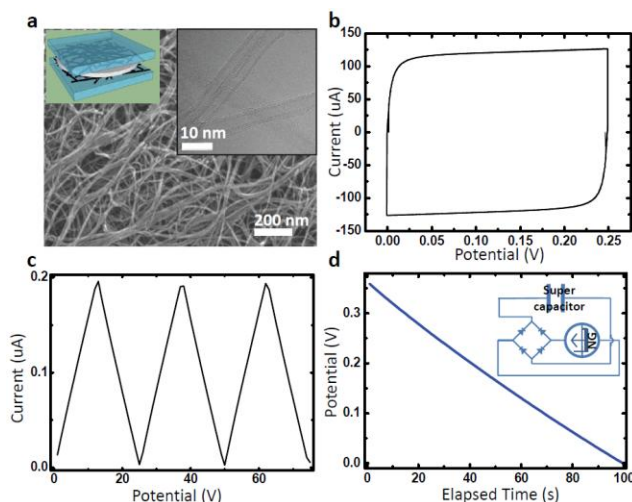 a
10 nm
200 nm
b
150
100
50
0
-50
-100
-150
0.00 0.05 0.10 0.15 0.20 0.25
Current (uA)
Potential (V)
c
0.2
0.1
0.0
0 20 40 60
Current (uA)
Potential (V)
d
0.3
0.2
0.1
0.0
0 20 40 60 80 100
Potential (V)
Elapsed Time (s)
Super
capacitor
NG